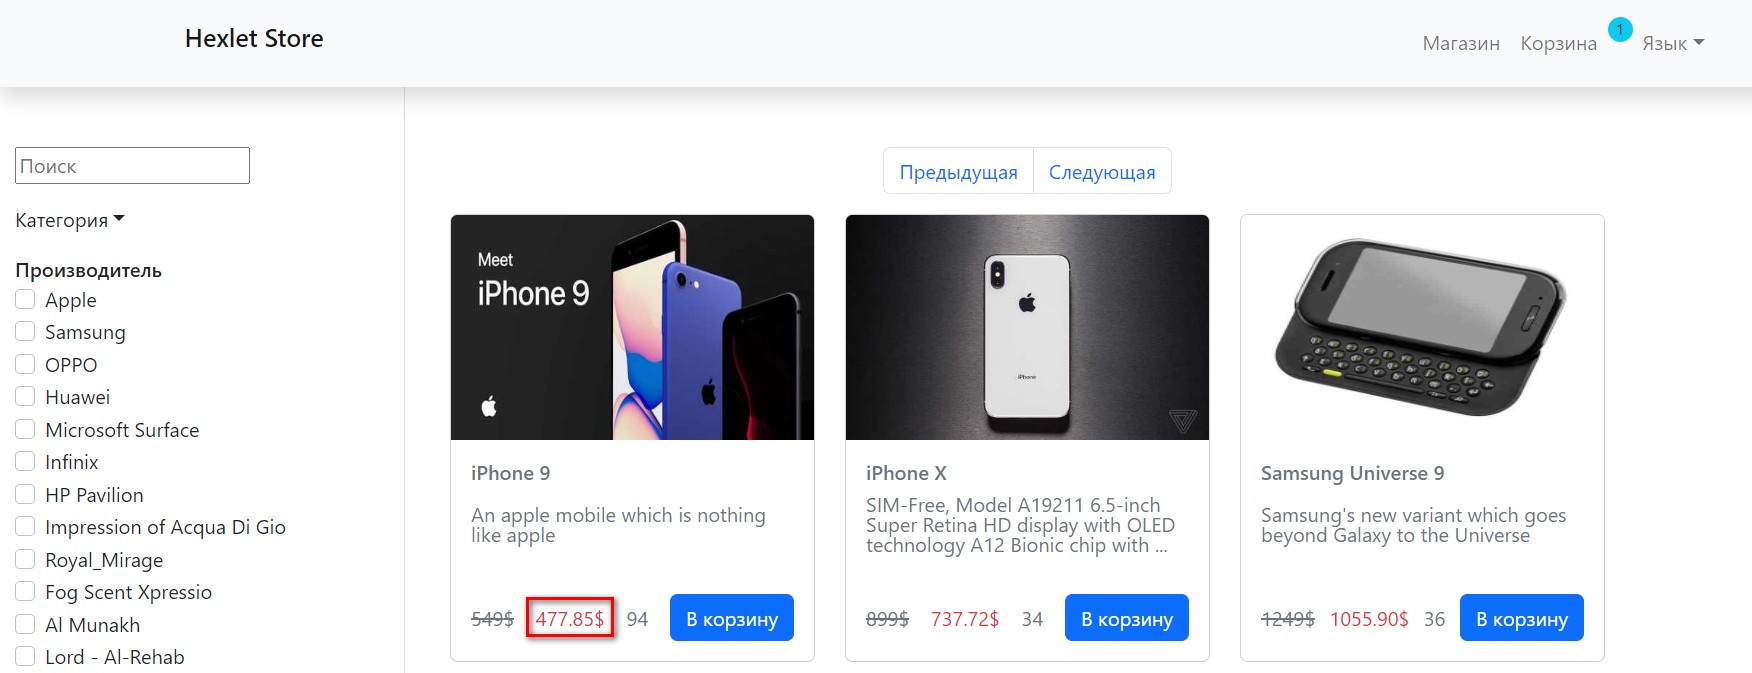 Hexlet Store
Магазин
Корзина
1
Язык
Поиск
Категория
Производитель
Apple
Samsung
OPPO
Huawei
Microsoft Surface
Infinix
HP Pavilion
Impression of Acqua Di Gio
Royal_Mirage
Fog Scent Xpressio
Al Munakh
Lord - Al-Rehab
Предыдущая
Следующая
Meet
iPhone 9
iPhone 9
An apple mobile which is nothing
like apple
549$
477.85$
94
В корзину
iPhone
iPhone X
SIM-Free, Model A19211 6.5-inch
Super Retina HD display with OLED
technology A12 Bionic chip with ...
899$
737.72$
34
В корзину
Samsung Universe 9
Samsung's new variant which goes
beyond Galaxy to the Universe
1249$
1055.90$
36
В корзину